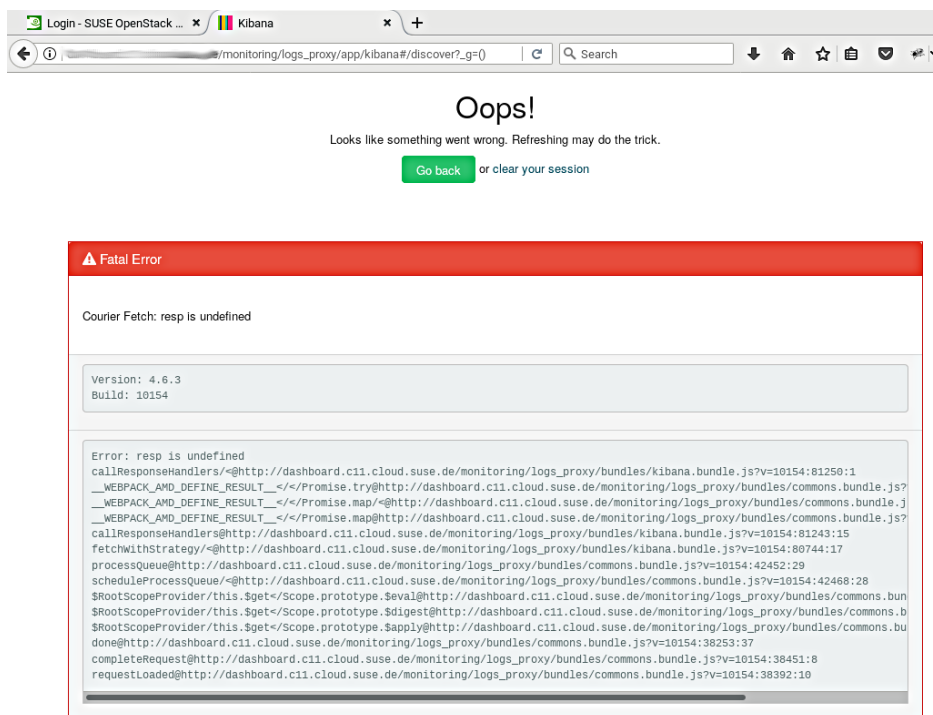 Login - SUSE OpenStack ...
Kibana
/monitoring/logs_proxy/app/kibana#/discover?_g=()
Search
Oops!
Looks like something went wrong. Refreshing may do the trick.
Go back or clear your session
Fatal Error
Courier Fetch: resp is undefined
Version: 4.6.3
Build: 10154
Error: resp is undefined
callResponseHandlers/<@http://dashboard.c11.cloud.suse.de/monitoring/logs_proxy/bundles/kibana.bundle.js?v=10154:81250:1
__WEBPACK_AMD_DEFINE_RESULT__</</Promise.try@http://dashboard.c11.cloud.suse.de/monitoring/logs_proxy/bundles/commons.bundle.js?
__WEBPACK_AMD_DEFINE_RESULT__</</Promise.map/<@http://dashboard.c11.cloud.suse.de/monitoring/logs_proxy/bundles/commons.bundle.j
__WEBPACK_AMD_DEFINE_RESULT__</</Promise.map@http://dashboard.c11.cloud.suse.de/monitoring/logs_proxy/bundles/commons.bundle.js?
callResponseHandlers@http://dashboard.c11.cloud.suse.de/monitoring/logs_proxy/bundles/kibana.bundle.js?v=10154:81243:15
fetchWithStrategy/<@http://dashboard.c11.cloud.suse.de/monitoring/logs_proxy/bundles/kibana.bundle.js?v=10154:80744:17
processQueue@http://dashboard.c11.cloud.suse.de/monitoring/logs_proxy/bundles/commons.bundle.js?v=10154:42452:29
scheduleProcessQueue/<@http://dashboard.c11.cloud.suse.de/monitoring/logs_proxy/bundles/commons.bundle.js?v=10154:42468:28
$RootScopeProvider/this.$get</Scope.prototype.$eval@http://dashboard.c11.cloud.suse.de/monitoring/logs_proxy/bundles/commons.bun
$RootScopeProvider/this.$get</Scope.prototype.$digest@http://dashboard.c11.cloud.suse.de/monitoring/logs_proxy/bundles/commons.b
$RootScopeProvider/this.$get</Scope.prototype.$apply@http://dashboard.c11.cloud.suse.de/monitoring/logs_proxy/bundles/commons.bu
done@http://dashboard.c11.cloud.suse.de/monitoring/logs_proxy/bundles/commons.bundle.js?v=10154:38253:37
completeRequest@http://dashboard.c11.cloud.suse.de/monitoring/logs_proxy/bundles/commons.bundle.js?v=10154:38451:8
requestLoaded@http://dashboard.c11.cloud.suse.de/monitoring/logs_proxy/bundles/commons.bundle.js?v=10154:38392:10